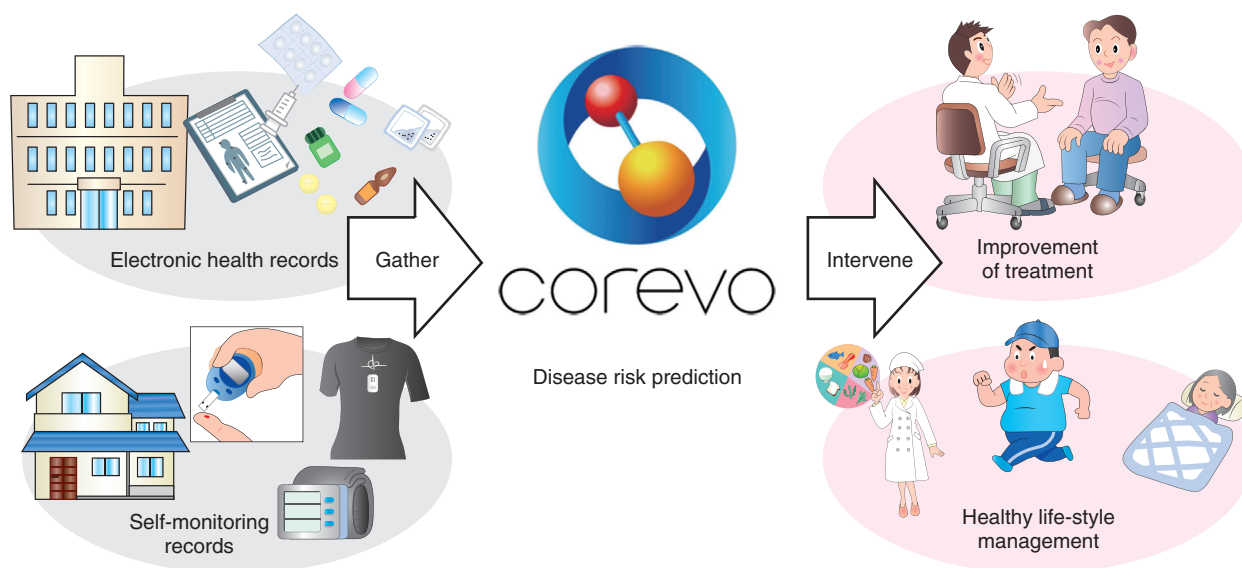 Electronic health records
Gather
corevo
Disease risk prediction
Intervene
Improvement
of treatment
Self-monitoring
records
Healthy life-style
management